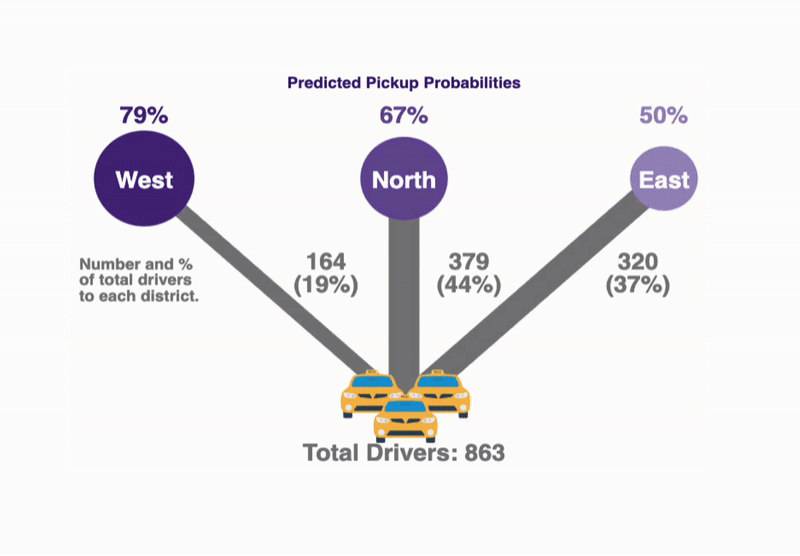 Predicted Pickup Probabilities
79%
67%
50%
West
North
East
Number and %
of total drivers
to each district.
164
(19%)
379
(44%)
320
(37%)
Total Drivers: 863